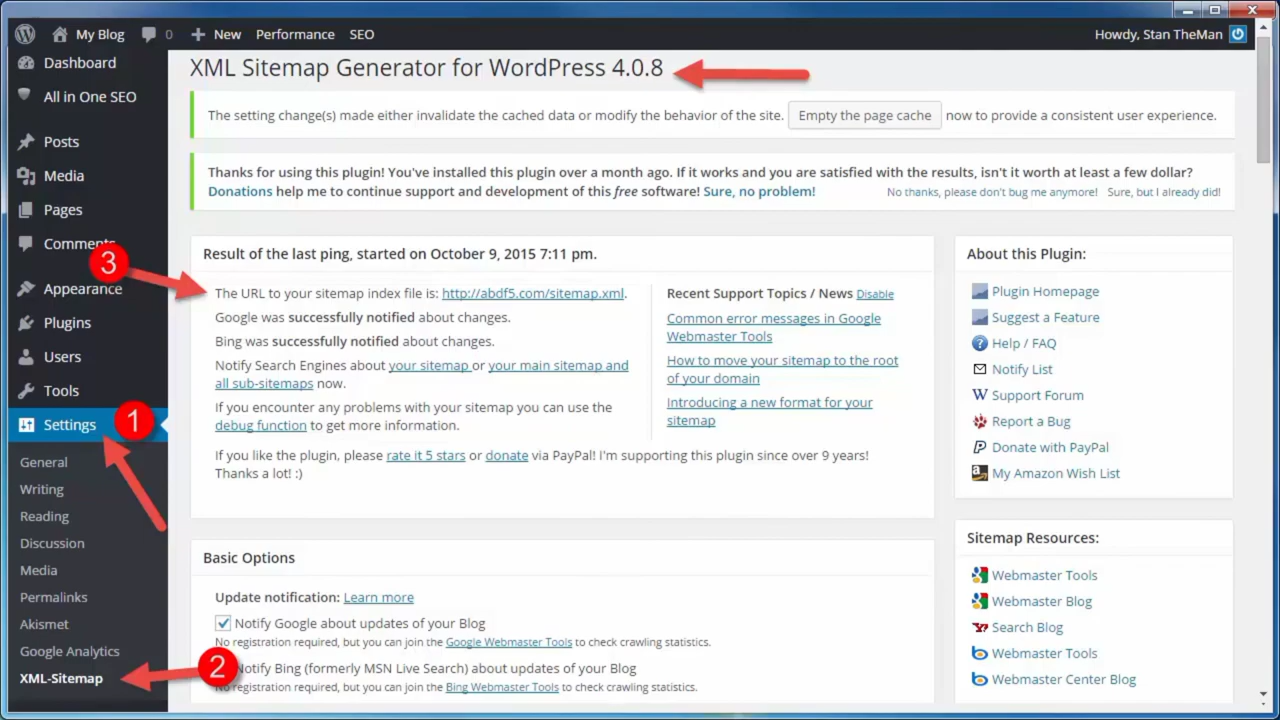 My Blog 0 New Performance SEO Howdy, Stan TheMan
Dashboard
All in One SEO
Posts
Media
Pages
Comments
Appearance
Plugins
Users
Tools
Settings
1
General
Writing
Reading
Discussion
Media
Permalinks
Akismet
Google Analytics
XML-Sitemap
2
XML Sitemap Generator for WordPress 4.0.8
The setting change(s) made either invalidate the cached data or modify the behavior of the site. Empty the page cache now to provide a consistent user experience.
Thanks for using this plugin! You've installed this plugin over a month ago. If it works and you are satisfied with the results, isn't it worth at least a few dollar?
Donations help me to continue support and development of this free software! Sure, no problem! No thanks, please don't bug me anymore! Sure, but I already did!
Result of the last ping, started on October 9, 2015 7:11 pm.
3
The URL to your sitemap index file is: http://abdf5.com/sitemap.xml.
Google was successfully notified about changes.
Bing was successfully notified about changes.
Notify Search Engines about your sitemap or your main sitemap and
all sub-sitemaps now.
If you encounter any problems with your sitemap you can use the
debug function to get more information.
Recent Support Topics / News Disable
Common error messages in Google
Webmaster Tools
How to move your sitemap to the root
of your domain
Introducing a new format for your
sitemap
If you like the plugin, please rate it 5 stars or donate via PayPal! I'm supporting this plugin since over 9 years!
Thanks a lot! :)
Basic Options
Update notification: Learn more
Notify Google about updates of your Blog
No registration required, but you can join the Google Webmaster Tools to check crawling statistics.
Notify Bing (formerly MSN Live Search) about updates of your Blog
No registration required, but you can join the Bing Webmaster Tools to check crawling statistics.
About this Plugin:
Plugin Homepage
Suggest a Feature
Help / FAQ
Notify List
Support Forum
Report a Bug
Donate with PayPal
My Amazon Wish List
Sitemap Resources:
Webmaster Tools
Webmaster Blog
Search Blog
Webmaster Tools
Webmaster Center Blog